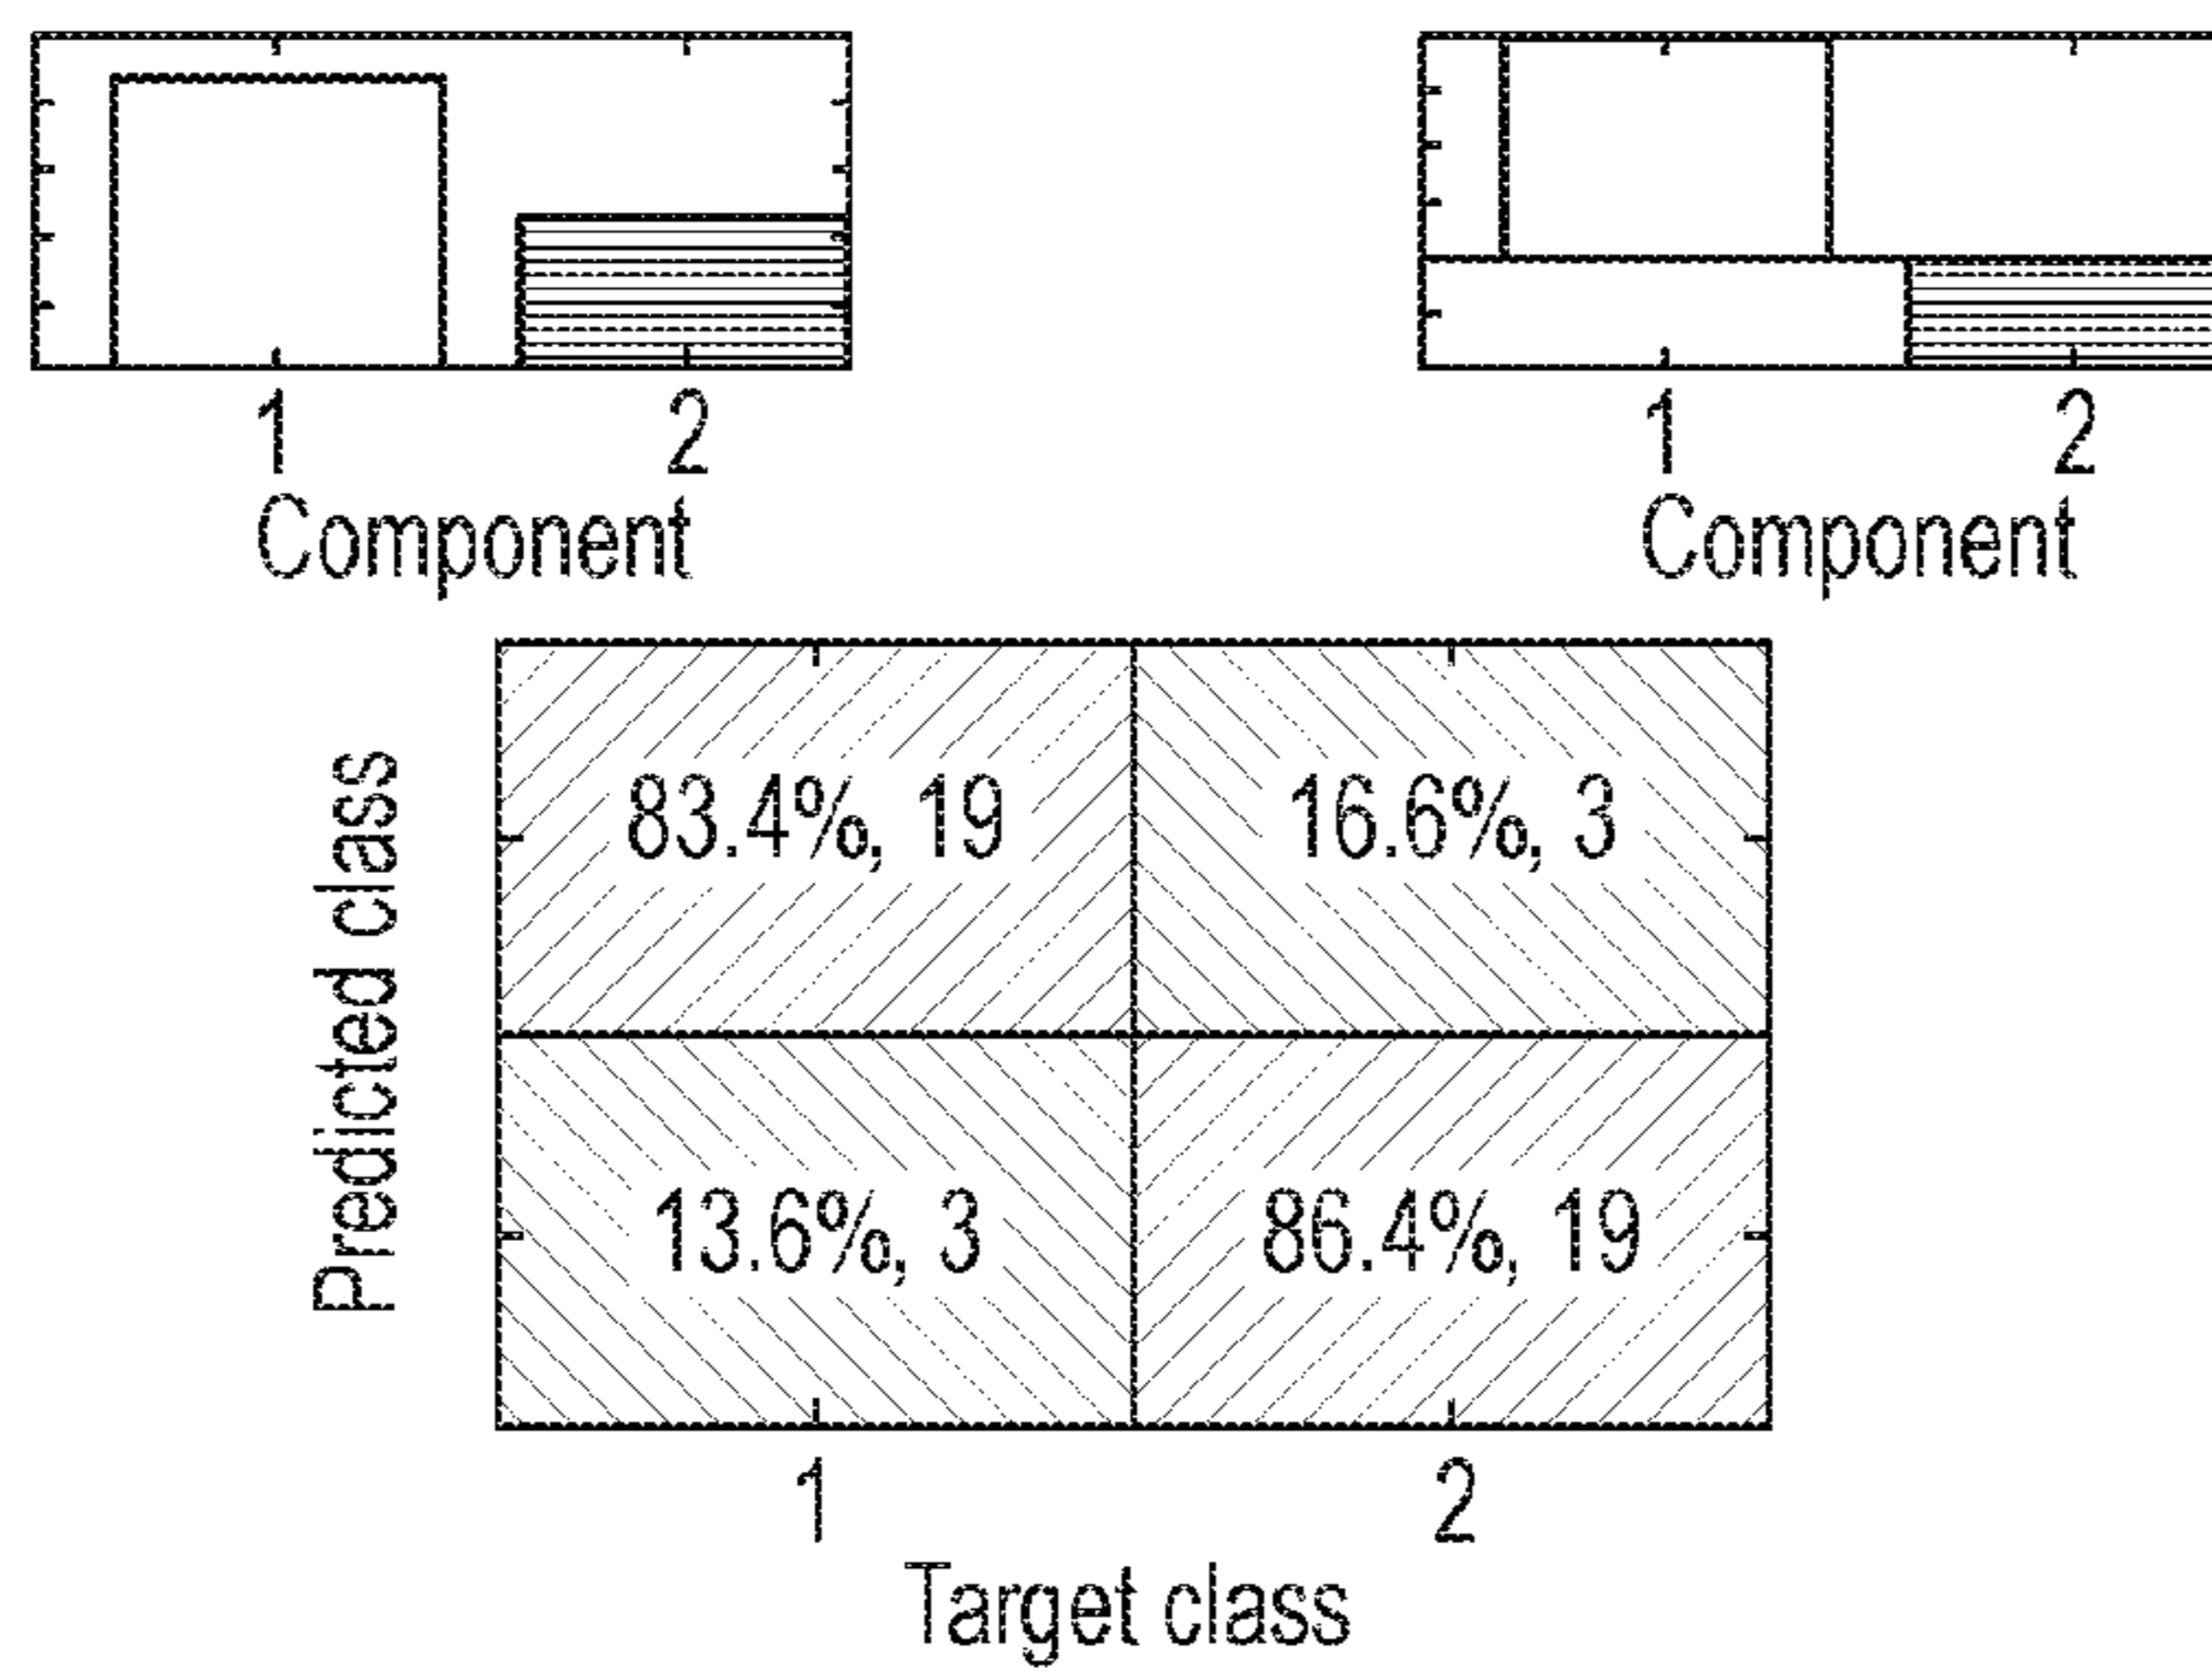 1 2
Component
1 2
Component
Predicted class
83.4%, 19 16.6%, 3
13.6%, 3 86.4%, 19
1 2
Target class